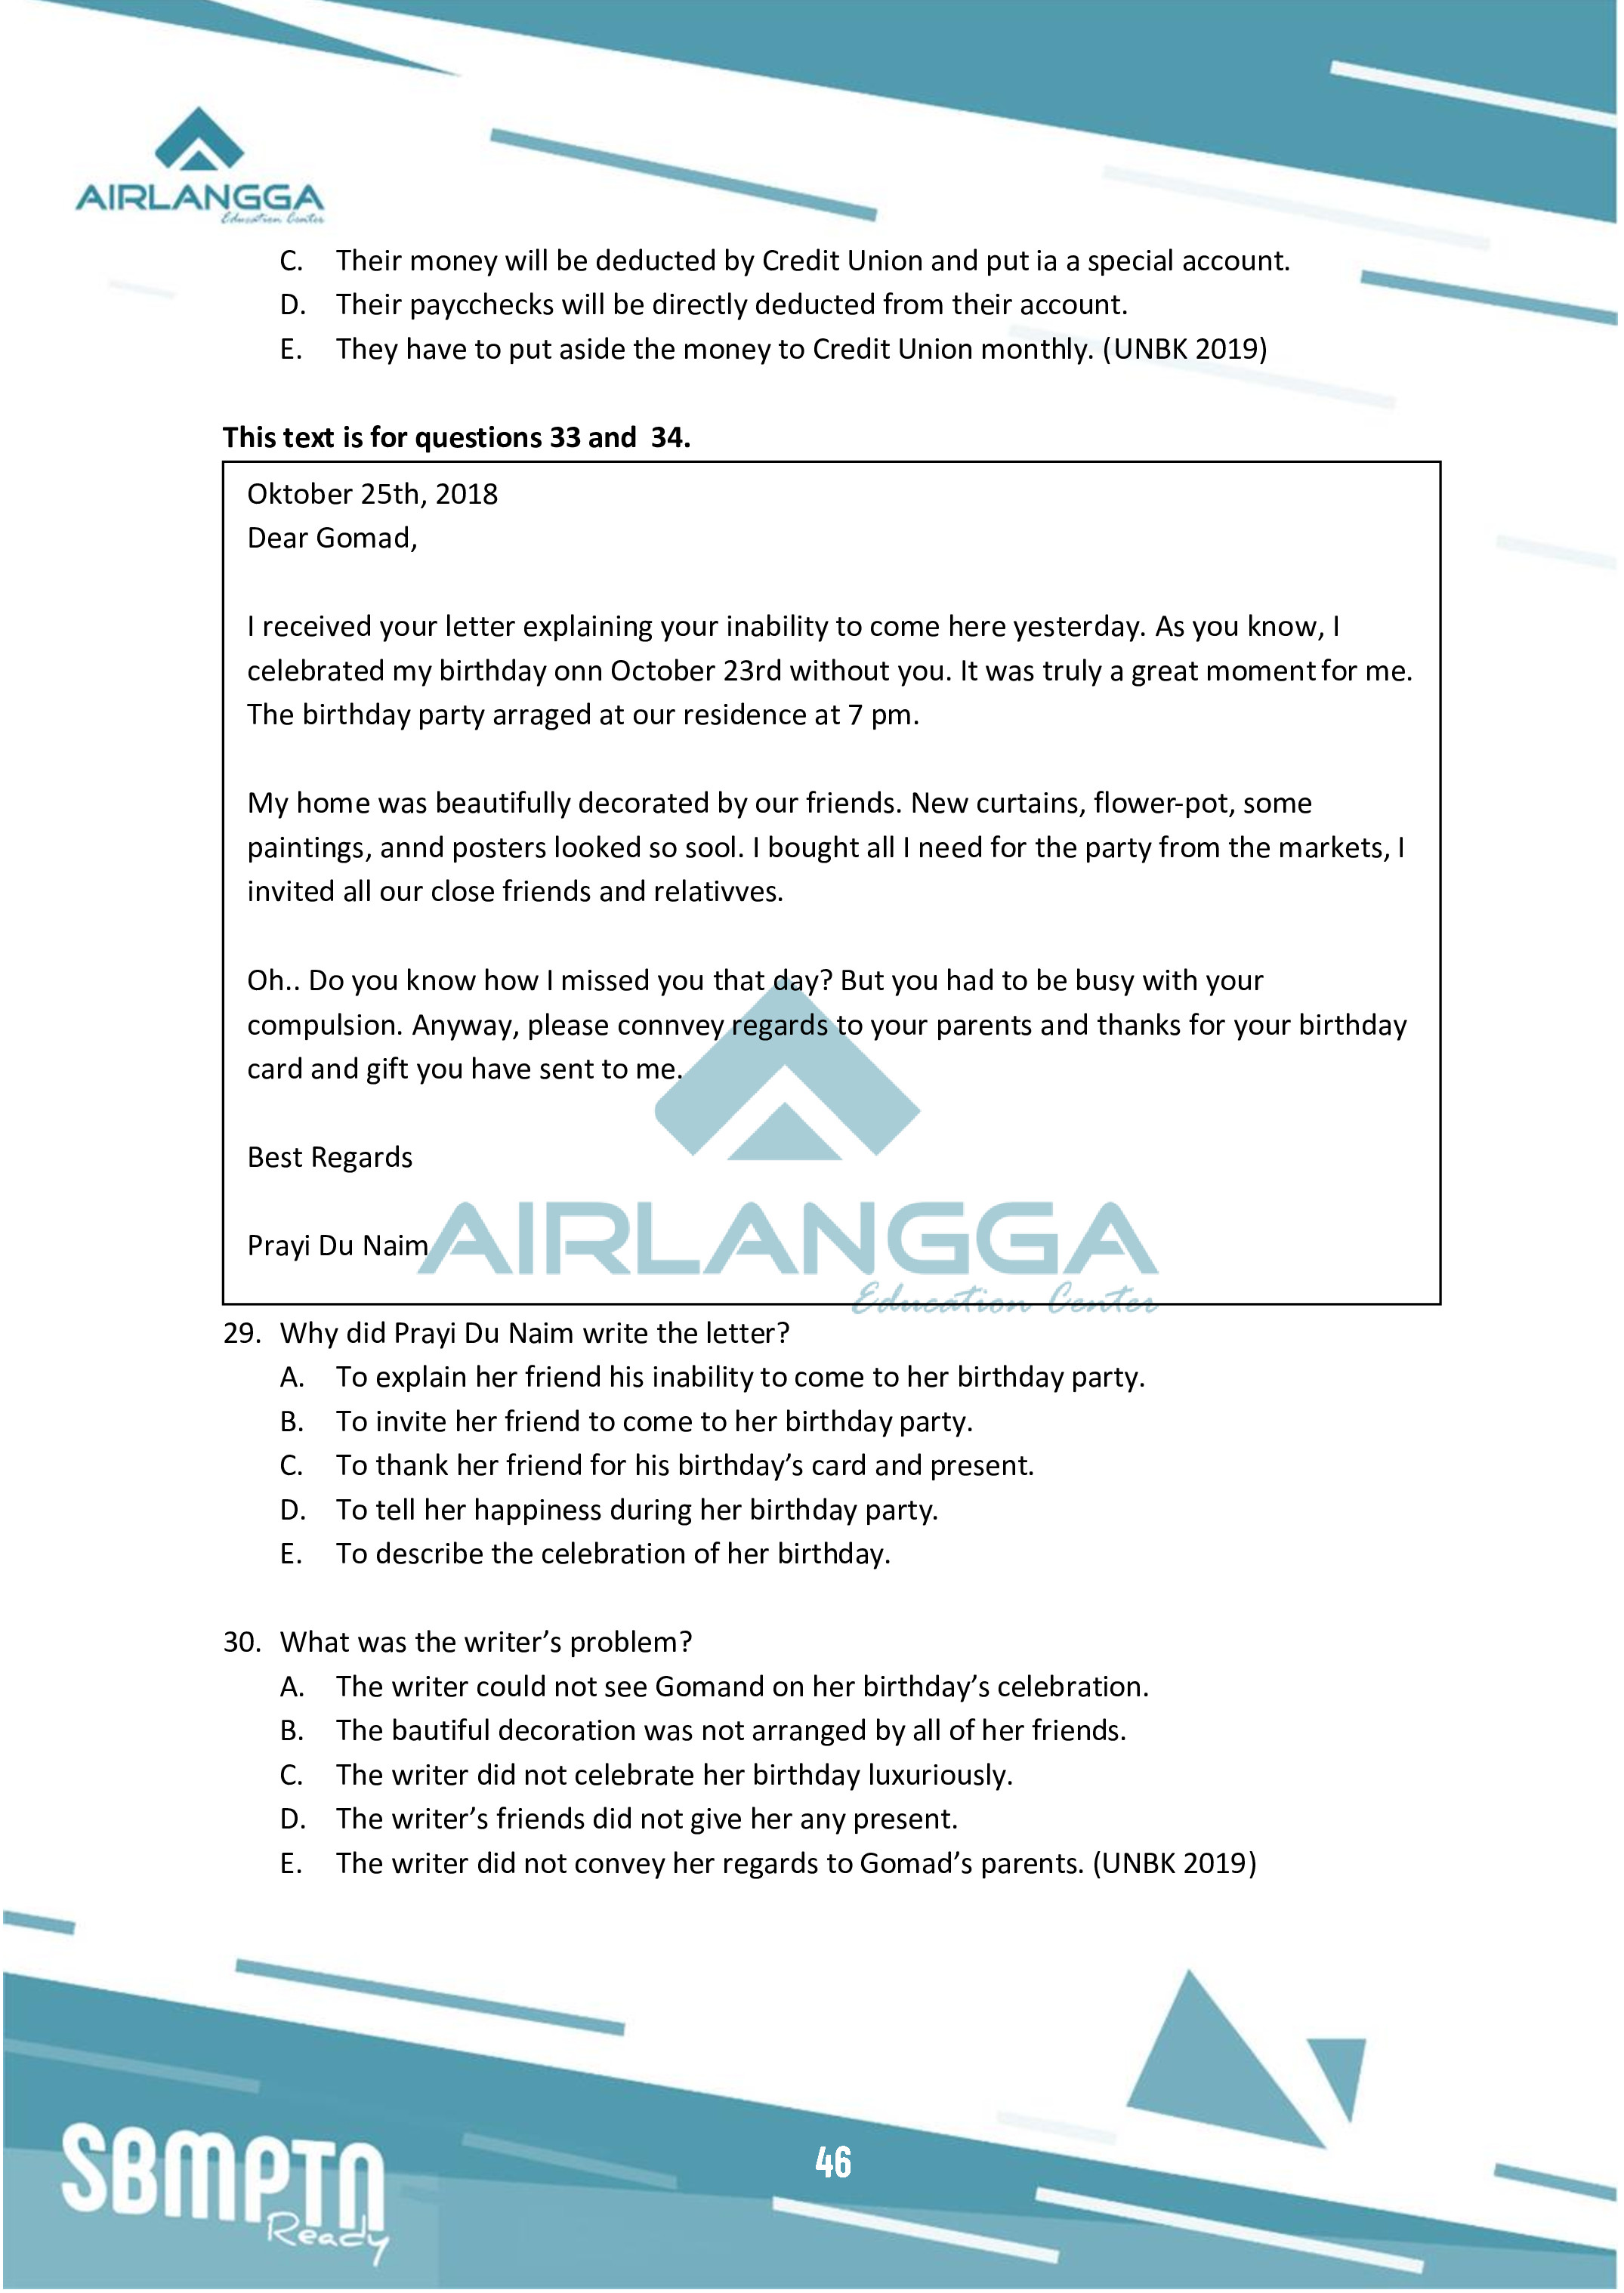 AIRLANGGA
Education Center
C. Their money will be deducted by Credit Union and put ia a special account.
D. Their paycchecks will be directly deducted from their account.
E. They have to put aside the money to Credit Union monthly. (UNBK 2019)
This text is for questions 33 and 34.
Oktober 25th, 2018
Dear Gomad,
I received your letter explaining your inability to come here yesterday. As you know, I
celebrated my birthday onn October 23rd without you. It was truly a great moment for me.
The birthday party arraged at our residence at 7 pm.
My home was beautifully decorated by our friends. New curtains, flower-pot, some
paintings, annd posters looked so sool. I bought all I need for the party from the markets, I
invited all our close friends and relativves.
Oh.. Do you know how I missed you that day? But you had to be busy with your
compulsion. Anyway, please connvey regards to your parents and thanks for your birthday
card and gift you have sent to me.
Best Regards
Prayi Du Naim
AIRLANGGA
Education Center
29. Why did Prayi Du Naim write the letter?
A. To explain her friend his inability to come to her birthday party.
B. To invite her friend to come to her birthday party.
C. To thank her friend for his birthday’s card and present.
D. To tell her happiness during her birthday party.
E. To describe the celebration of her birthday.
30. What was the writer’s problem?
A. The writer could not see Gomand on her birthday’s celebration.
B. The bautiful decoration was not arranged by all of her friends.
C. The writer did not celebrate her birthday luxuriously.
D. The writer’s friends did not give her any present.
E. The writer did not convey her regards to Gomad’s parents. (UNBK 2019)
SBMPTN
Ready
46